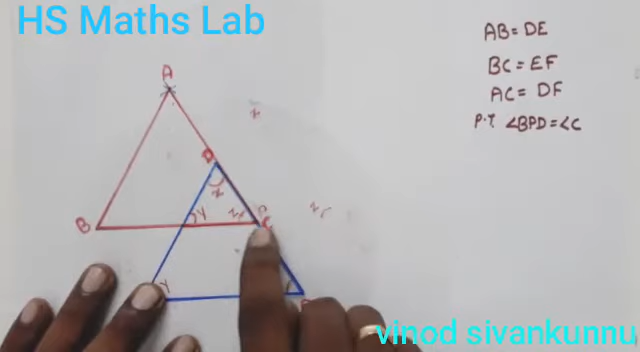 HS Maths Lab
AB = DE
BC = EF
AC = DF
P.T ∠BPD = ∠C
A
D
x
B
y
y
vinod sivankunnu